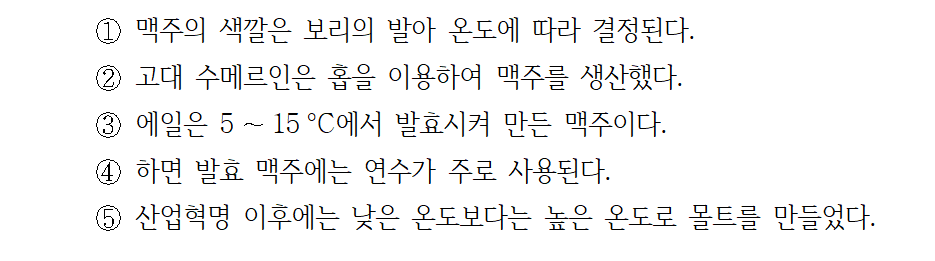 ① 맥주의 색깔은 보리의 발아 온도에 따라 결정된다.
② 고대 수메르인은 홉을 이용하여 맥주를 생산했다.
③ 에일은 5 ~ 15 ℃에서 발효시켜 만든 맥주이다.
④ 하면 발효 맥주에는 연수가 주로 사용된다.
⑤ 산업혁명 이후에는 낮은 온도보다는 높은 온도로 몰트를 만들었다.